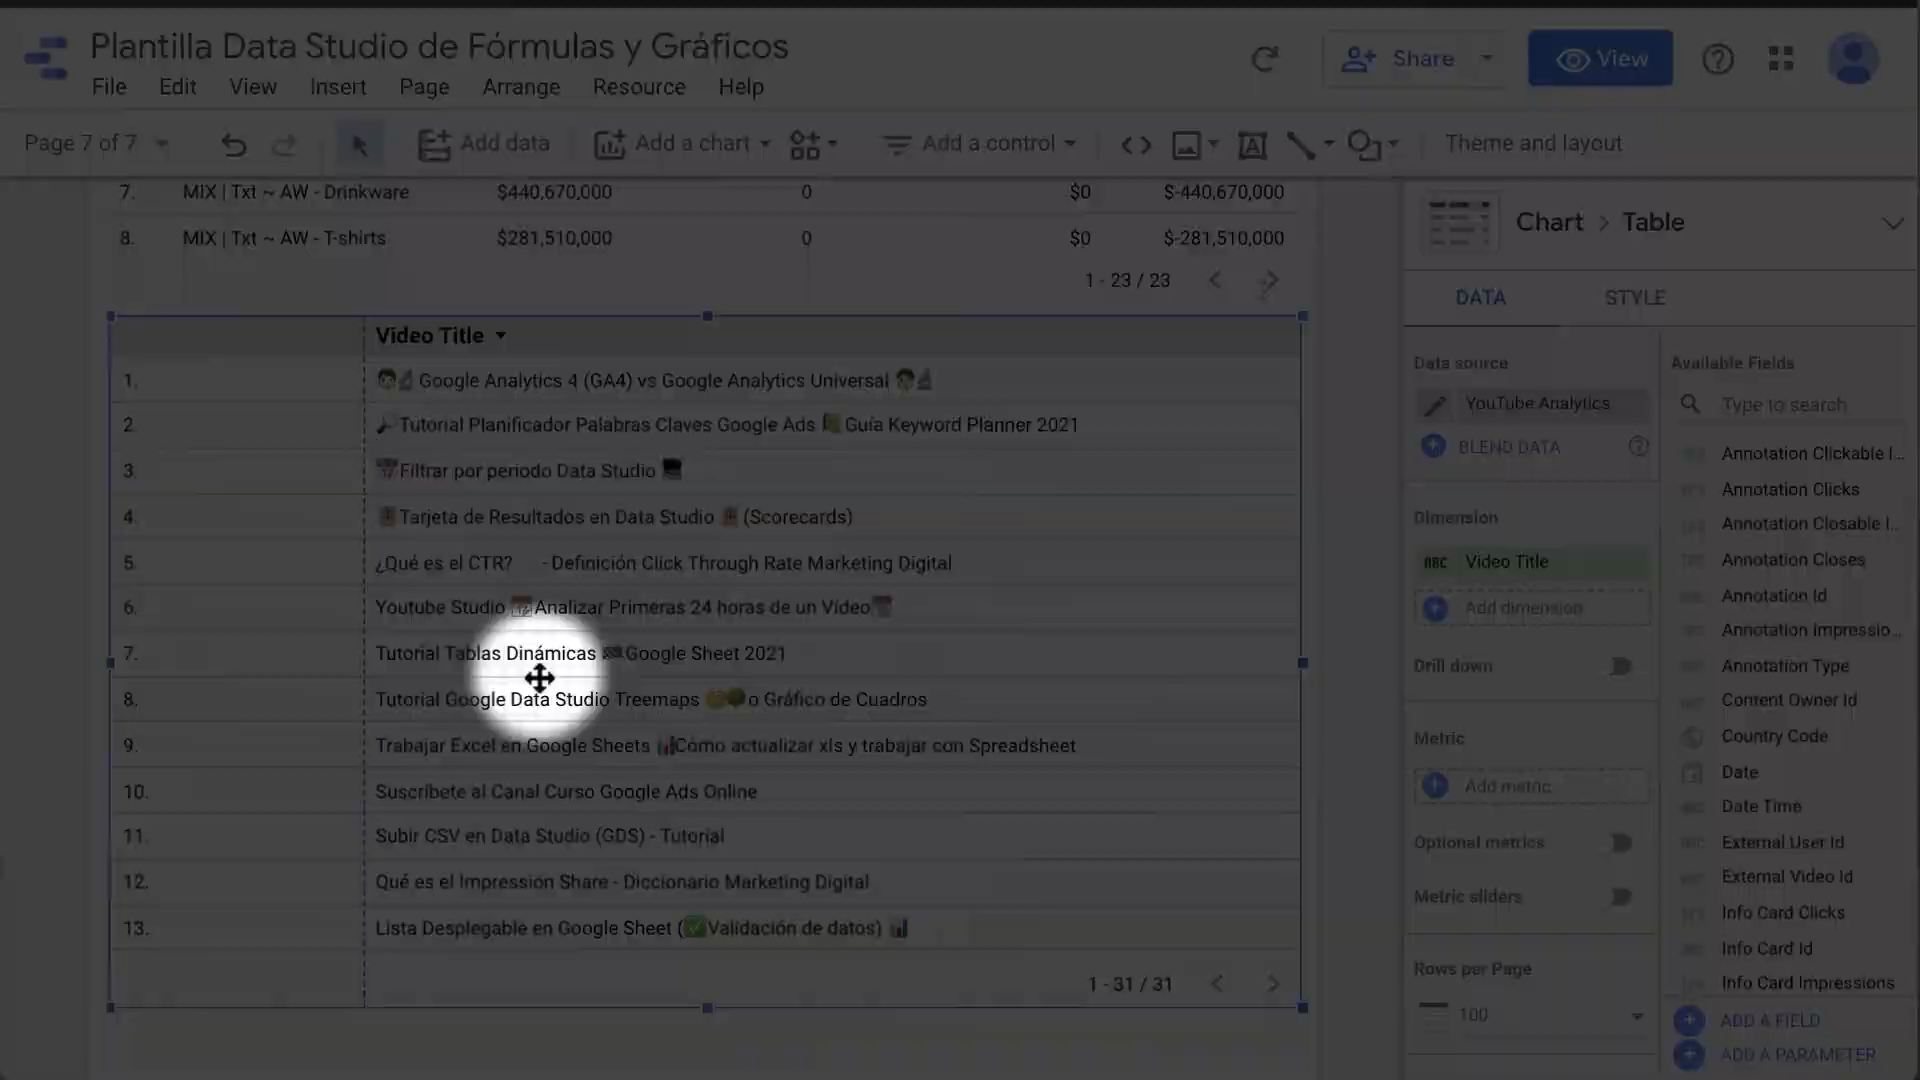 Plantilla Data Studio de Fórmulas y Gráficos
File Edit View Insert Page Arrange Resource Help
Share View
Page 7 of 7 Add data Add a chart Add a control Theme and layout
7. MIX | Txt ~ AW - Drinkware $440,670,000 0 $0 $-440,670,000
8. MIX | Txt ~ AW - T-shirts $281,510,000 0 $0 $-281,510,000
1 - 23 / 23
Video Title
1. Google Analytics 4 (GA4) vs Google Analytics Universal
2. Tutorial Planificador Palabras Claves Google Ads Guía Keyword Planner 2021
3. Filtrar por periodo Data Studio
4. Tarjeta de Resultados en Data Studio (Scorecards)
5. ¿Qué es el CTR? - Definición Click Through Rate Marketing Digital
6. Youtube Studio Analizar Primeras 24 horas de un Vídeo
7. Tutorial Tablas Dinámicas Google Sheet 2021
8. Tutorial Google Data Studio Treemaps o Gráfico de Cuadros
9. Trabajar Excel en Google Sheets Cómo actualizar xls y trabajar con Spreadsheet
10. Suscríbete al Canal Curso Google Ads Online
11. Subir CSV en Data Studio (GDS) - Tutorial
12. Qué es el Impression Share - Diccionario Marketing Digital
13. Lista Desplegable en Google Sheet (Validación de datos)
1 - 31 / 31
Chart > Table
DATA STYLE
Data source
YouTube Analytics
BLEND DATA
Dimension
ABC Video Title
Add dimension
Drill down
Metric
Add metric
Optional metrics
Metric sliders
Rows per Page
100
Available Fields
Type to search
Annotation Clickable I...
Annotation Clicks
Annotation Closable I...
Annotation Closes
Annotation Id
Annotation Impressio...
Annotation Type
Content Owner Id
Country Code
Date
Date Time
External User Id
External Video Id
Info Card Clicks
Info Card Id
Info Card Impressions
ADD A FIELD
ADD A PARAMETER